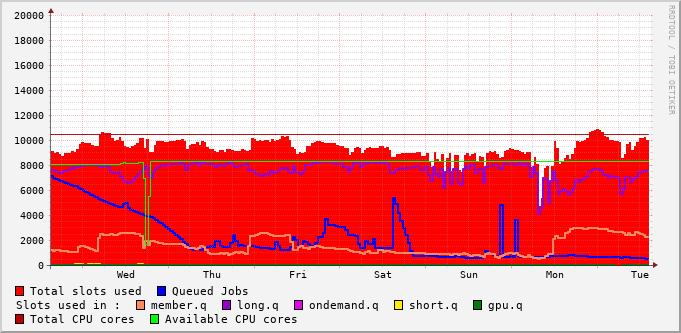 20000
18000
16000
14000
12000
10000
8000
6000
4000
2000
0
Wed Thu Fri Sat Sun Mon Tue
Total slots used Queued Jobs
Slots used in : member.q long.q ondemand.q short.q gpu.q
Total CPU cores Available CPU cores
RRDTOOL / TOBI OETIKER